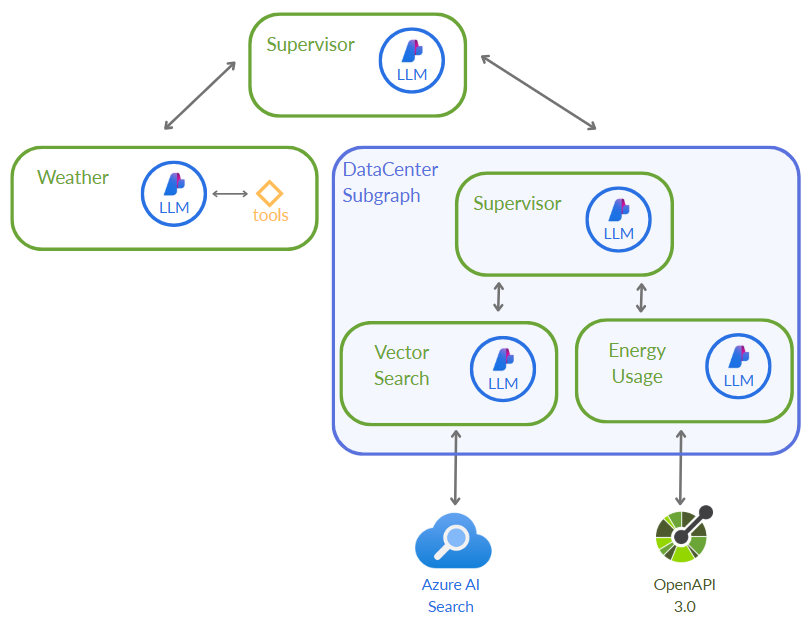 Supervisor
LLM
Weather
LLM
tools
DataCenter
Subgraph
Supervisor
LLM
Vector
Search
LLM
Energy
Usage
LLM
Azure AI
Search
OpenAPI
3.0